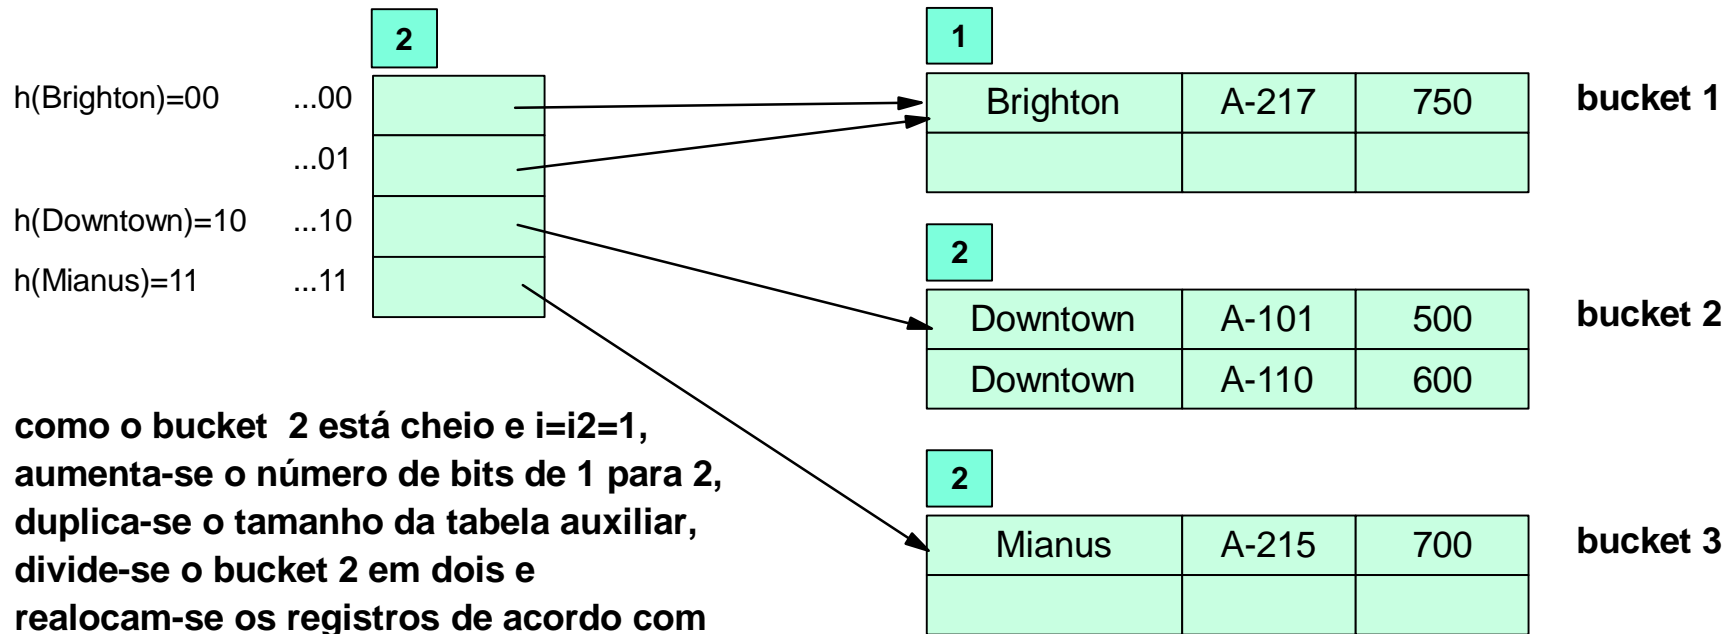 2
1
h(Brighton)=00 ...00
Brighton A-217 750
bucket 1
...01
h(Downtown)=10 ...10
2
h(Mianus)=11 ...11
Downtown A-101 500
bucket 2
Downtown A-110 600
como o bucket 2 está cheio e i=i2=1,
aumenta-se o número de bits de 1 para 2,
duplica-se o tamanho da tabela auxiliar,
divide-se o bucket 2 em dois e
realocam-se os registros de acordo com
2
Mianus A-215 700
bucket 3